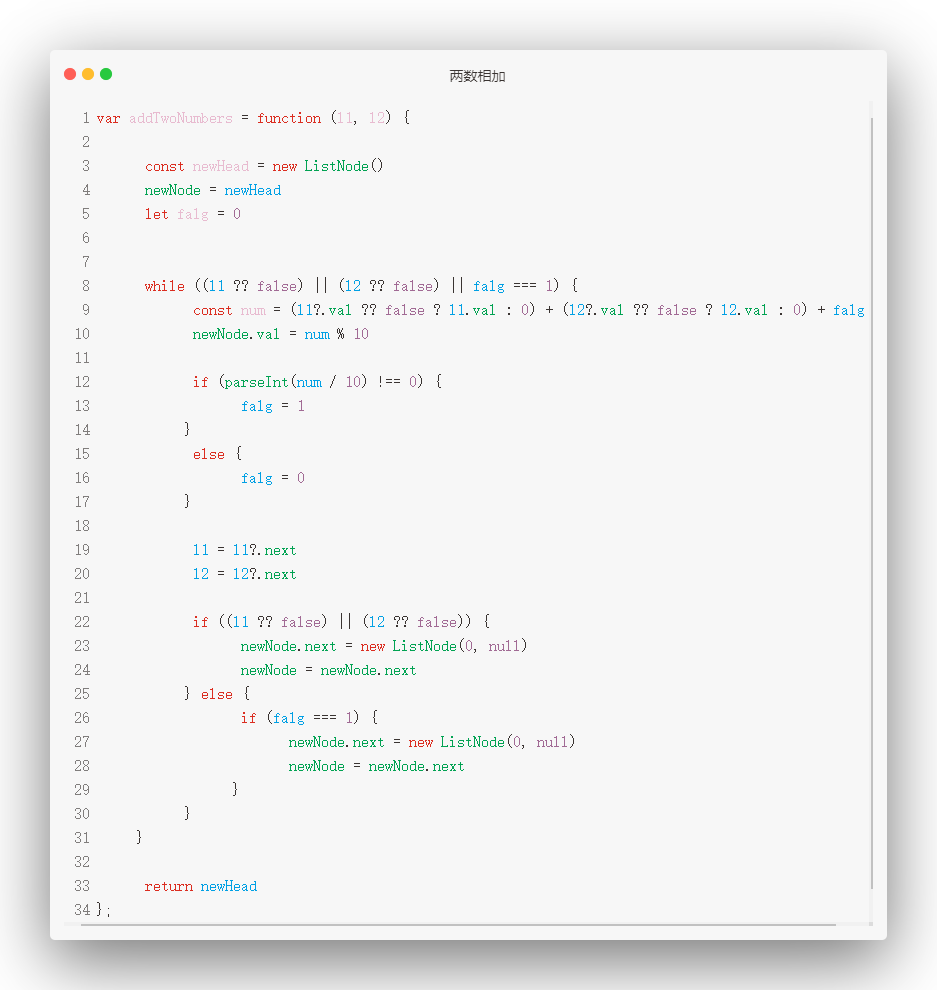 两数相加
1 var addTwoNumbers = function (l1, l2) {
2
3 const newHead = new ListNode()
4 newNode = newHead
5 let falg = 0
6
7
8 while ((l1 ?? false) || (l2 ?? false) || falg === 1) {
9 const num = (l1?.val ?? false ? l1.val : 0) + (l2?.val ?? false ? l2.val : 0) + falg
10 newNode.val = num % 10
11
12 if (parseInt(num / 10) !== 0) {
13 falg = 1
14 }
15 else {
16 falg = 0
17 }
18
19 l1 = l1?.next
20 l2 = l2?.next
21
22 if ((l1 ?? false) || (l2 ?? false)) {
23 newNode.next = new ListNode(0, null)
24 newNode = newNode.next
25 } else {
26 if (falg === 1) {
27 newNode.next = new ListNode(0, null)
28 newNode = newNode.next
29 }
30 }
31 }
32
33 return newHead
34 };